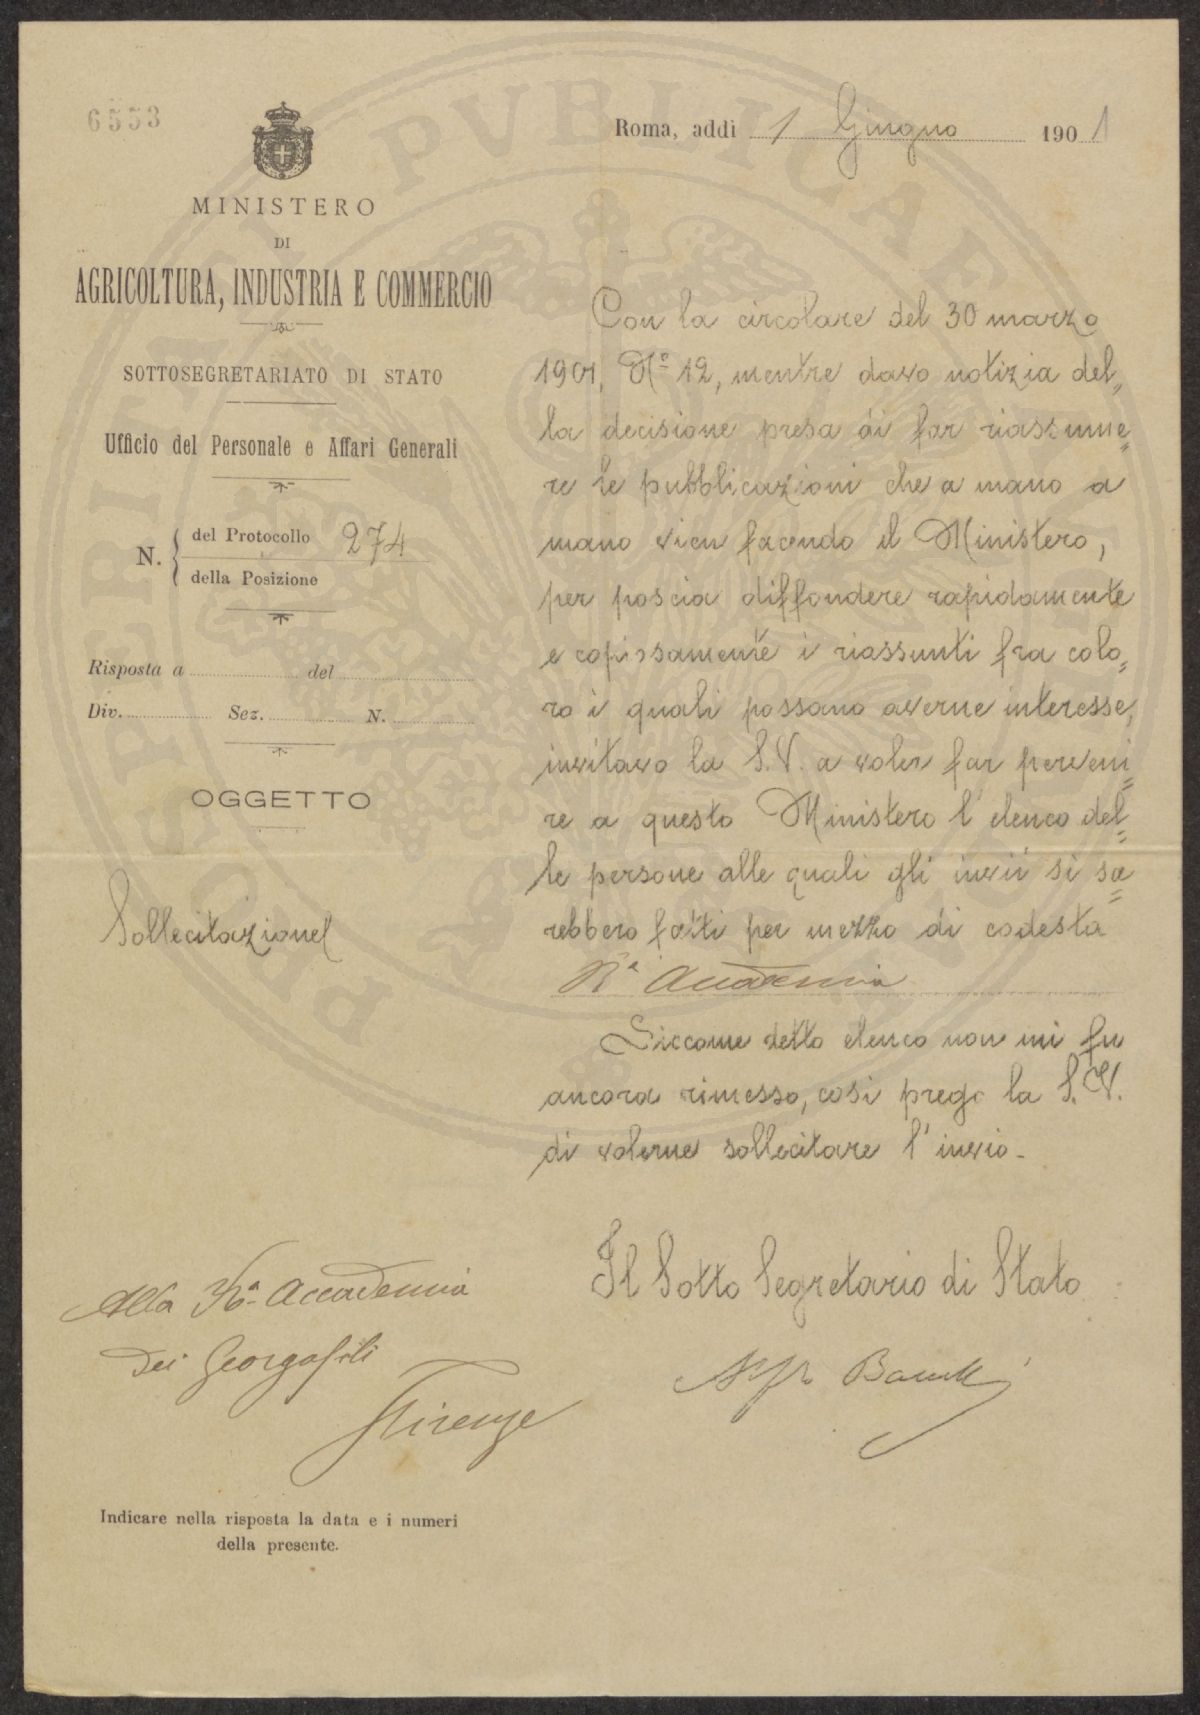 6553
MINISTERO
DI
AGRICOLTURA, INDUSTRIA E COMMERCIO
SOTTOSEGRETARIATO DI STATO
Ufficio del Personale e Affari Generali
N. del Protocollo 274
della Posizione
Risposta a del
Div. Sez. N.
OGGETTO
Sollecitazione
Roma, addì 1 Giugno 1901
Con la circolare del 30 marzo
1901, N.º 12, mentre davo notizia del=
la decisione presa di far riassume=
re le pubblicazioni che a mano a
mano vien facendo il Ministero,
per poscia diffondere rapidamente
e copiosamente i riassunti fra colo=
ro i quali possano averne interesse,
invitavo la S.V. a voler far perveni=
re a questo Ministero l'elenco del=
le persone alle quali gli invii si sa=
rebbero fatti per mezzo di codesta
R.ª Accademia
Siccome detto elenco non mi fu
ancora rimesso, così prego la S.V.
di volerne sollecitare l'invio.
Il Sotto Segretario di Stato
Alla R.ª Accademia
dei Georgofili
Firenze
Indicare nella risposta la data e i numeri
della presente.
PROSPERITATI PVBLICAE